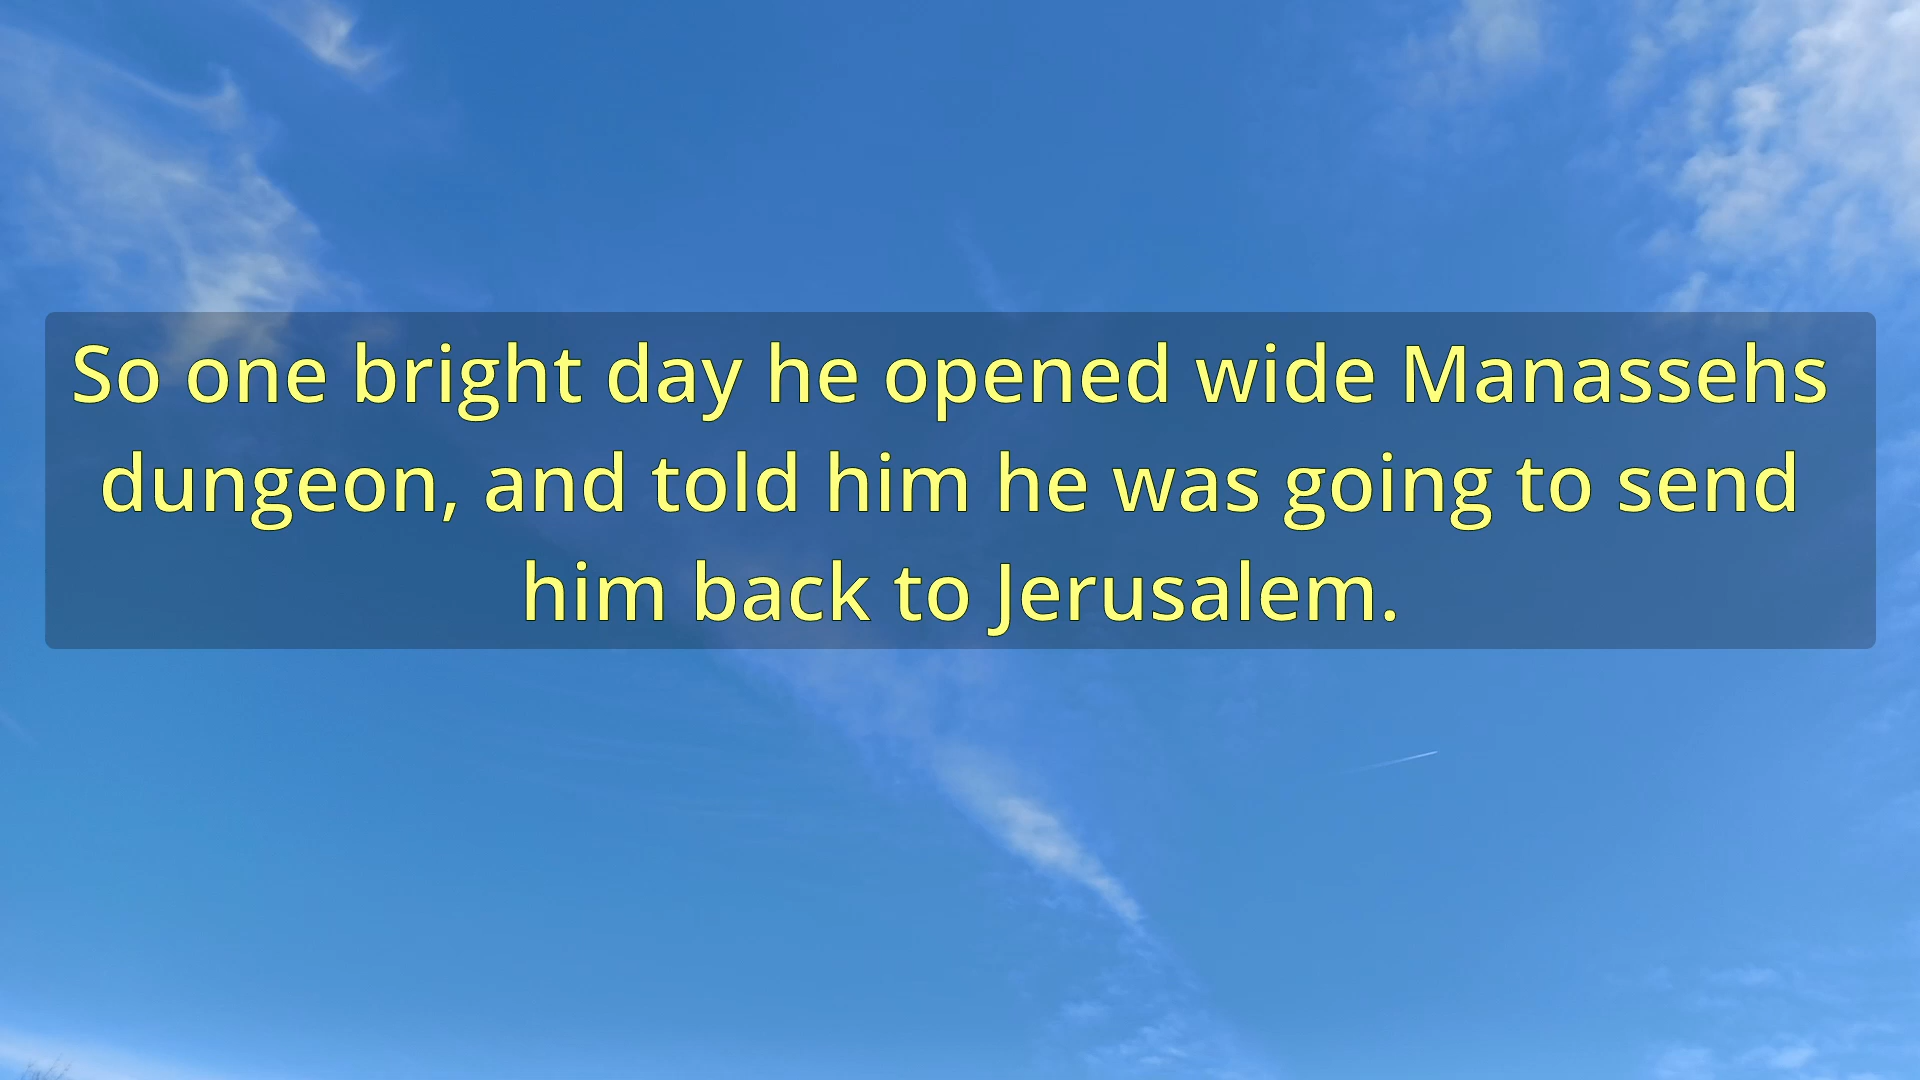 So one bright day he opened wide Manassehs
dungeon, and told him he was going to send
him back to Jerusalem.